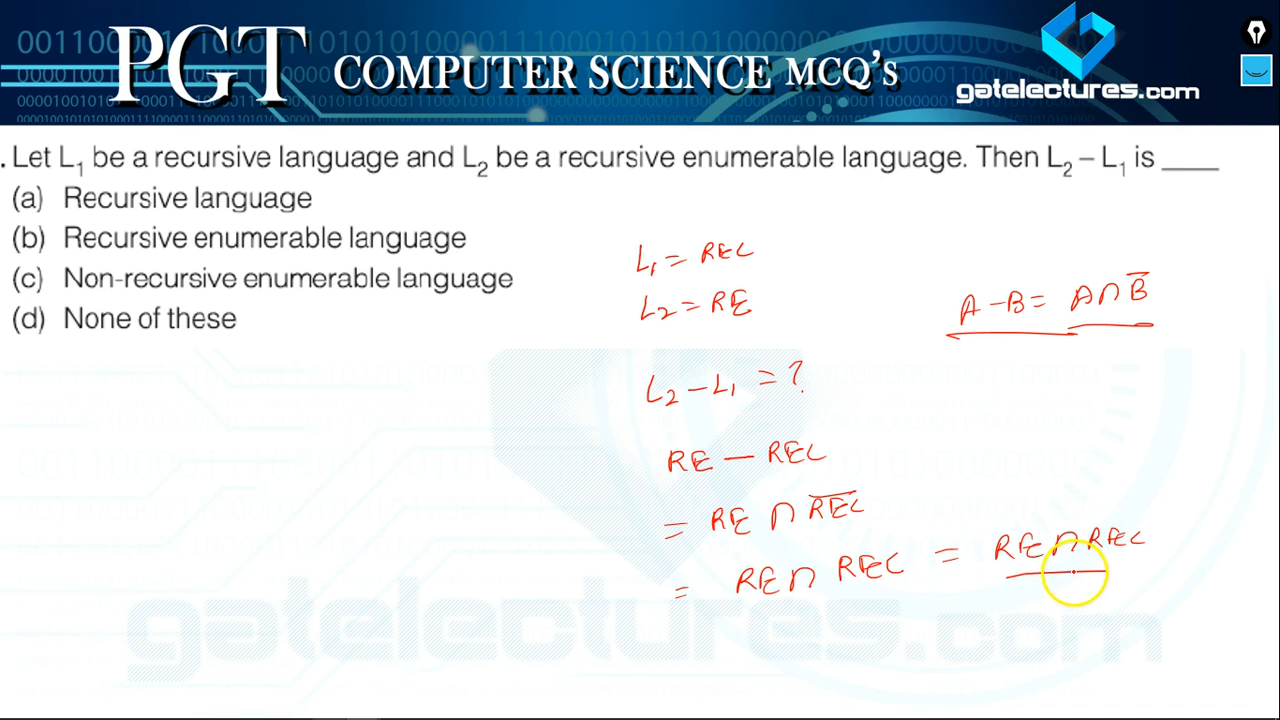 PGT COMPUTER SCIENCE MCQ's
gatelectures.com
. Let L₁ be a recursive language and L₂ be a recursive enumerable language. Then L₂ – L₁ is ____
(a) Recursive language
(b) Recursive enumerable language
(c) Non-recursive enumerable language
(d) None of these
L₁ = REC
L₂ = RE
A – B = A ∩ B̅
L₂ – L₁ = ?
RE – REC
= RE ∩ R̅E̅C̅
= RE ∩ REC = RE ∩ REC
gatelectures.com